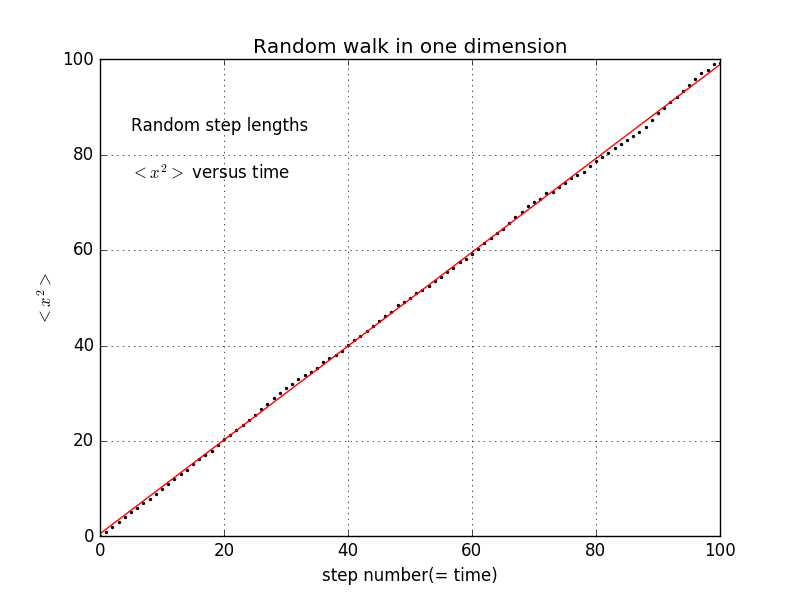 Random walk in one dimension
100
Random step lengths
80
<x²> versus time
60
<x²>
40
20
0
0 20 40 60 80 100
step number(= time)